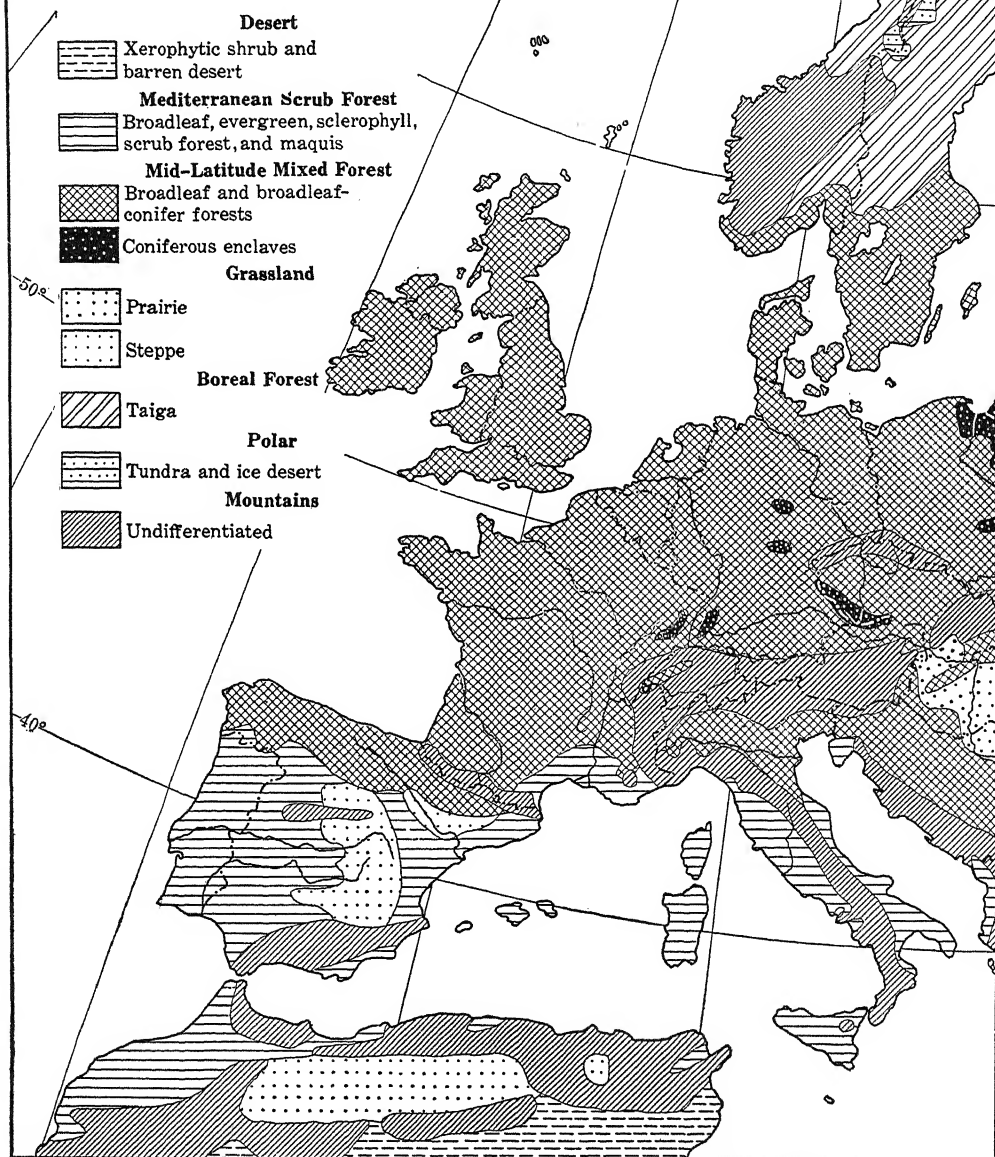 Desert
Xerophytic shrub and
barren desert
Mediterranean Scrub Forest
Broadleaf, evergreen, sclerophyll,
scrub forest, and maquis
Mid-Latitude Mixed Forest
Broadleaf and broadleaf-
conifer forests
Coniferous enclaves
Grassland
Prairie
Steppe
Boreal Forest
Taiga
Polar
Tundra and ice desert
Mountains
Undifferentiated
50°
40°